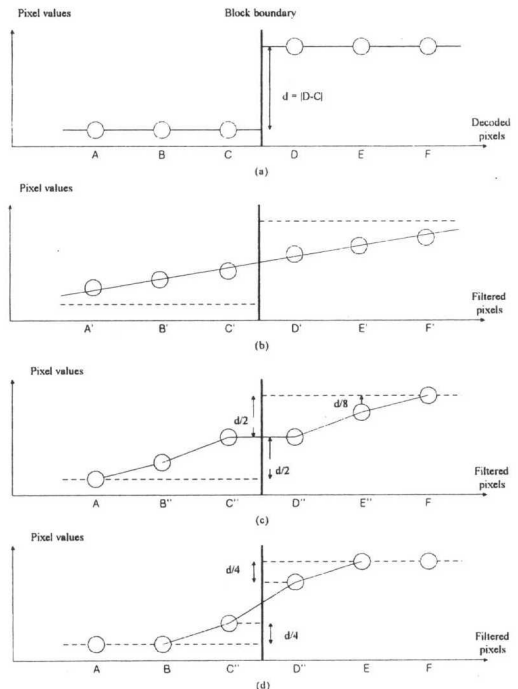 Pixel values
Block boundary
d = |D-C|
Decoded
pixels
A B C D E F
(a)
Pixel values
Filtered
pixels
A' B' C' D' E' F'
(b)
Pixel values
d/2
d/8
d/2
Filtered
pixels
A B'' C'' D'' E'' F
(c)
Pixel values
d/4
d/4
Filtered
pixels
A B C'' D'' E F
(d)